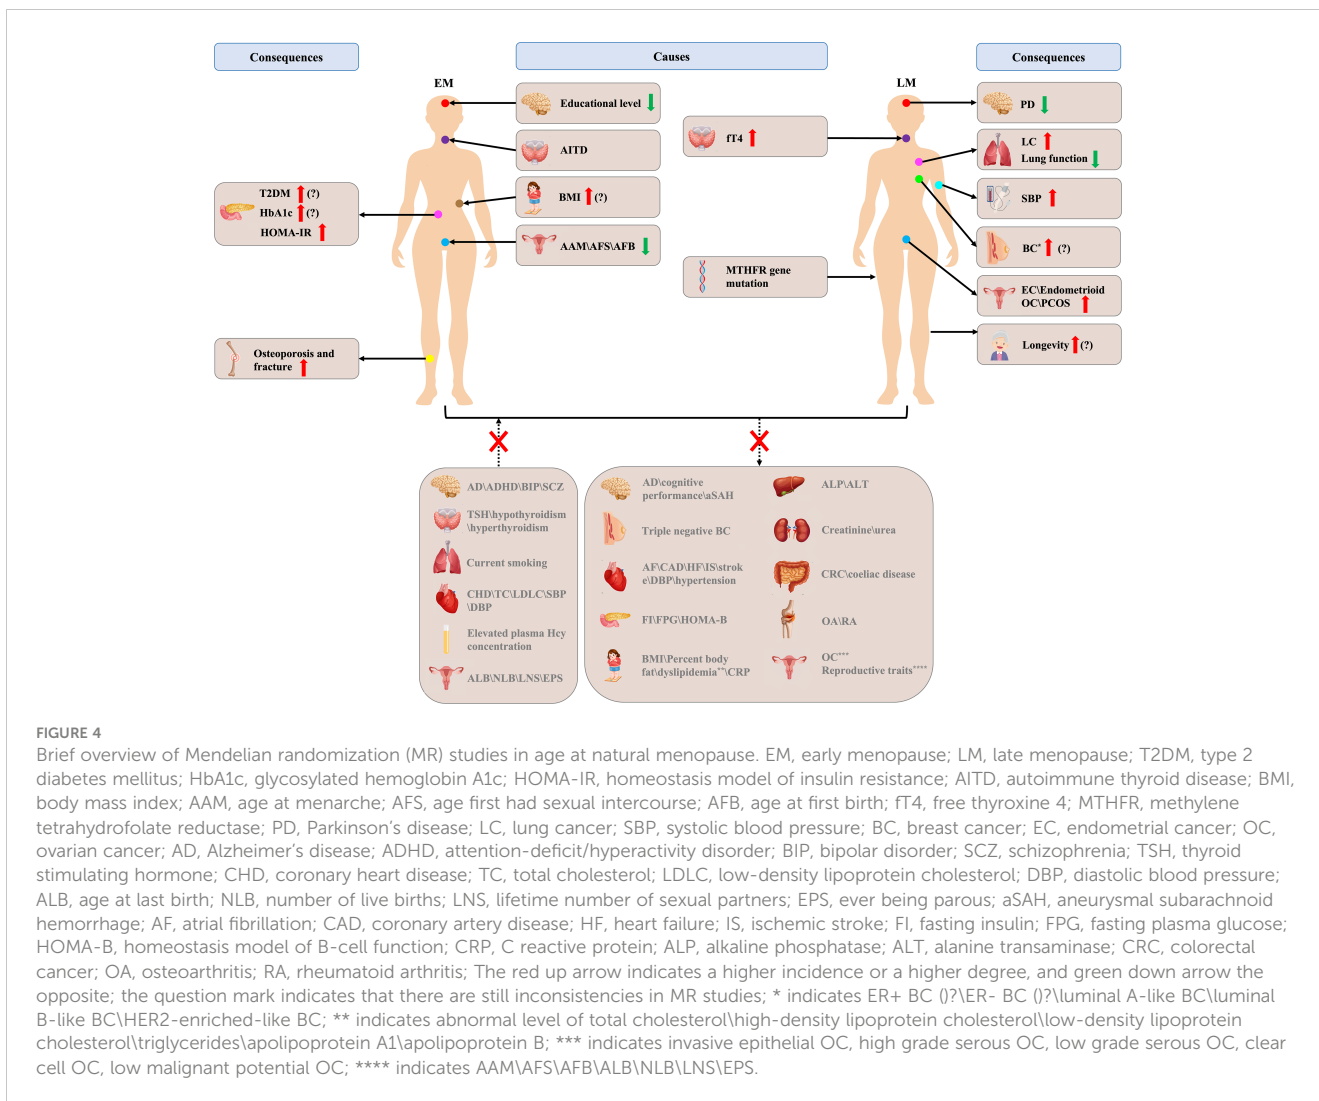 Consequences
Causes
Consequences
EM
LM
Educational level
AITD
BMI (?)
AAM\AFS\AFB
T2DM (?)
HbA1c (?)
HOMA-IR
Osteoporosis and
fracture
fT4
MTHFR gene
mutation
PD
LC
Lung function
SBP
BC* (?)
EC\Endometrioid
OC\PCOS
Longevity (?)
AD\ADHD\BIP\SCZ
TSH\hypothyroidism
\hyperthyroidism
Current smoking
CHD\TC\LDLC\SBP
\DBP
Elevated plasma Hcy
concentration
ALB\NLB\LNS\EPS
AD\cognitive
performance\aSAH
Triple negative BC
AF\CAD\HF\IS\strok
e\DBP\hypertension
FI\FPG\HOMA-B
BMI\Percent body
fat\dyslipidemia**\CRP
ALP\ALT
Creatinine\urea
CRC\coeliac disease
OA\RA
OC***
Reproductive traits****
FIGURE 4
Brief overview of Mendelian randomization (MR) studies in age at natural menopause. EM, early menopause; LM, late menopause; T2DM, type 2
diabetes mellitus; HbA1c, glycosylated hemoglobin A1c; HOMA-IR, homeostasis model of insulin resistance; AITD, autoimmune thyroid disease; BMI,
body mass index; AAM, age at menarche; AFS, age first had sexual intercourse; AFB, age at first birth; fT4, free thyroxine 4; MTHFR, methylene
tetrahydrofolate reductase; PD, Parkinson's disease; LC, lung cancer; SBP, systolic blood pressure; BC, breast cancer; EC, endometrial cancer; OC,
ovarian cancer; AD, Alzheimer's disease; ADHD, attention-deficit/hyperactivity disorder; BIP, bipolar disorder; SCZ, schizophrenia; TSH, thyroid
stimulating hormone; CHD, coronary heart disease; TC, total cholesterol; LDLC, low-density lipoprotein cholesterol; DBP, diastolic blood pressure;
ALB, age at last birth; NLB, number of live births; LNS, lifetime number of sexual partners; EPS, ever being parous; aSAH, aneurysmal subarachnoid
hemorrhage; AF, atrial fibrillation; CAD, coronary artery disease; HF, heart failure; IS, ischemic stroke; FI, fasting insulin; FPG, fasting plasma glucose;
HOMA-B, homeostasis model of B-cell function; CRP, C reactive protein; ALP, alkaline phosphatase; ALT, alanine transaminase; CRC, colorectal
cancer; OA, osteoarthritis; RA, rheumatoid arthritis; The red up arrow indicates a higher incidence or a higher degree, and green down arrow the
opposite; the question mark indicates that there are still inconsistencies in MR studies; * indicates ER+ BC ()?\ER- BC ()?\luminal A-like BC\luminal
B-like BC\HER2-enriched-like BC; ** indicates abnormal level of total cholesterol\high-density lipoprotein cholesterol\low-density lipoprotein
cholesterol\triglycerides\apolipoprotein A1\apolipoprotein B; *** indicates invasive epithelial OC, high grade serous OC, low grade serous OC, clear
cell OC, low malignant potential OC; **** indicates AAM\AFS\AFB\ALB\NLB\LNS\EPS.